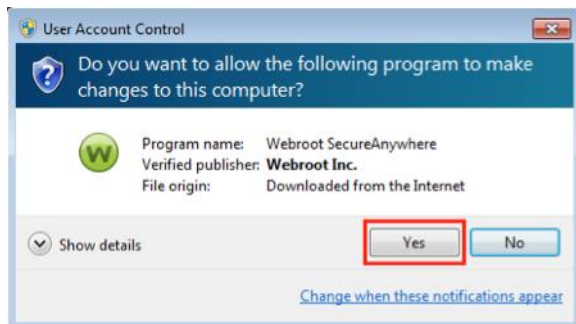 User Account Control
Do you want to allow the following program to make
changes to this computer?
W
Program name: Webroot SecureAnywhere
Verified publisher: Webroot Inc.
File origin: Downloaded from the Internet
Show details
Yes
No
Change when these notifications appear